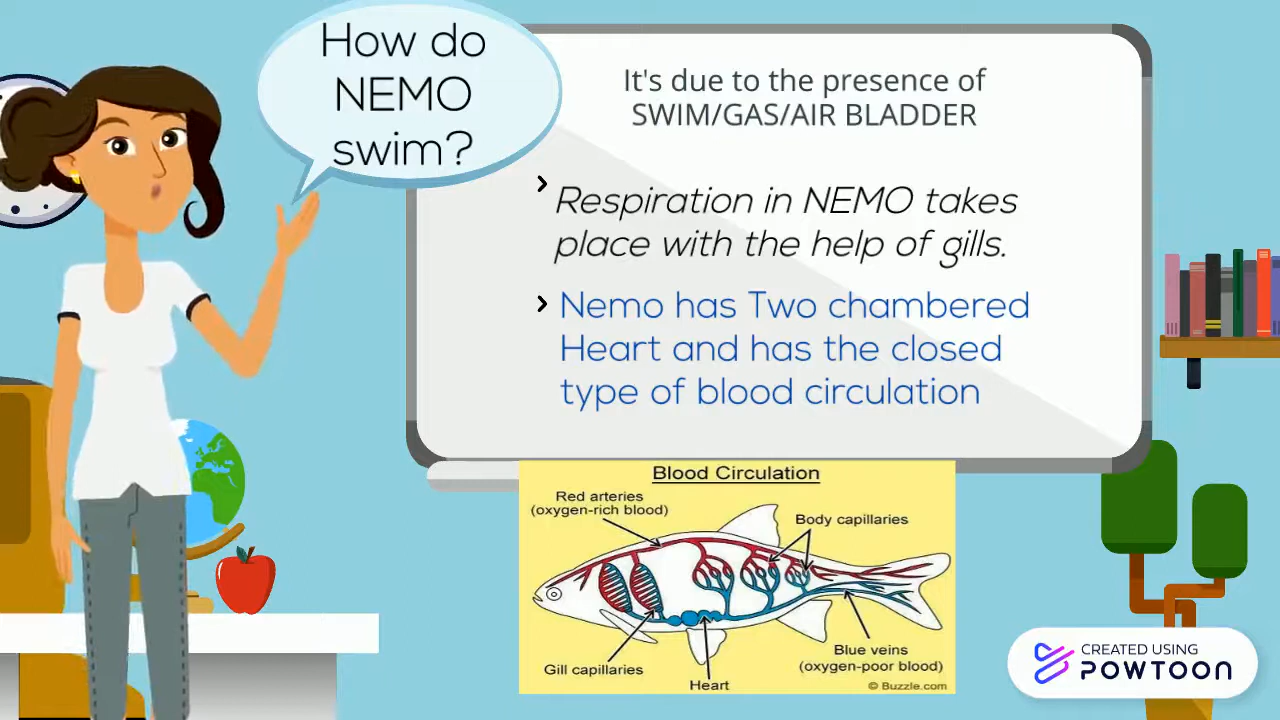 How do
NEMO
swim?
It's due to the presence of
SWIM/GAS/AIR BLADDER
Respiration in NEMO takes
place with the help of gills.
Nemo has Two chambered
Heart and has the closed
type of blood circulation
Blood Circulation
Red arteries
(oxygen-rich blood)
Body capillaries
Gill capillaries
Heart
Blue veins
(oxygen-poor blood)
© Buzzle.com
CREATED USING
POWTOON